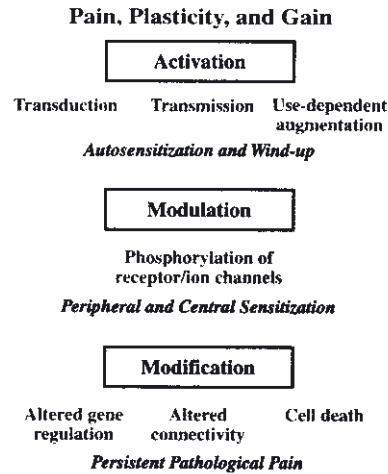 Pain, Plasticity, and Gain
Activation
Transduction Transmission Use-dependent
augmentation
Autosensitization and Wind-up
Modulation
Phosphorylation of
receptor/ion channels
Peripheral and Central Sensitization
Modification
Altered gene Altered Cell death
regulation connectivity
Persistent Pathological Pain